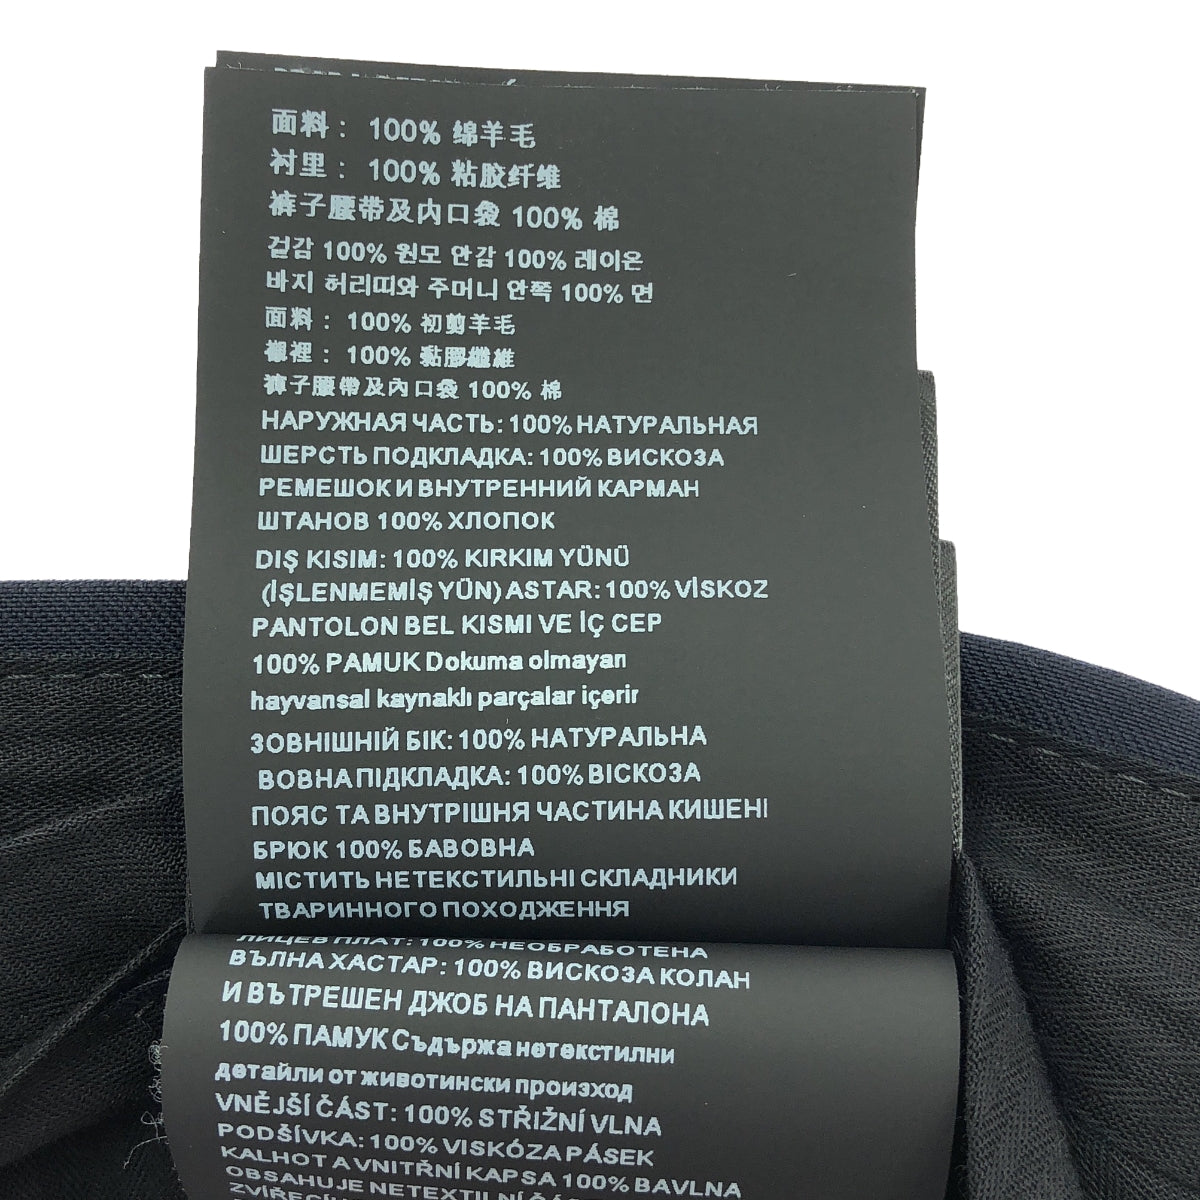 面料： 100% 绵羊毛
衬里： 100% 粘胶纤维
裤子腰带及内口袋 100% 棉
겉감 100% 원모 안감 100% 레이온
바지 허리띠와 주머니 안쪽 100% 면
面料： 100% 初剪羊毛
襯裡： 100% 黏膠纖維
褲子腰帶及內口袋 100% 棉
НАРУЖНАЯ ЧАСТЬ: 100% НАТУРАЛЬНАЯ
ШЕРСТЬ ПОДКЛАДКА: 100% ВИСКОЗА
РЕМЕШОК И ВНУТРЕННИЙ КАРМАН
ШТАНОВ 100% ХЛОПОК
DIŞ KISIM: 100% KIRKIM YÜNÜ
(İŞLENMEMİŞ YÜN) ASTAR: 100% VİSKOZ
PANTOLON BEL KISMI VE İÇ CEP
100% PAMUK Dokuma olmayan
hayvansal kaynaklı parçalar içerir
ЗОВНІШНІЙ БІК: 100% НАТУРАЛЬНА
ВОВНА ПІДКЛАДКА: 100% ВІСКОЗА
ПОЯС ТА ВНУТРІШНЯ ЧАСТИНА КИШЕНІ
БРЮК 100% БАВОВНА
МІСТИТЬ НЕТЕКСТИЛЬНІ СКЛАДНИКИ
ТВАРИННОГО ПОХОДЖЕННЯ
ЛИЦЕВ ПЛАТ: 100% НЕОБРАБОТЕНА
ВЪЛНА ХАСТАР: 100% ВИСКОЗА КОЛАН
И ВЪТРЕШЕН ДЖОБ НА ПАНТАЛОНА
100% ПАМУК Съдържа нетекстилни
детайли от животински произход
VNĚJŠÍ ČÁST: 100% STŘIŽNÍ VLNA
PODŠÍVKA: 100% VISKÓZA PÁSEK
KALHOT A VNITŘNÍ KAPSA 100% BAVLNA
OBSAHUJE NETEXTILNÍ